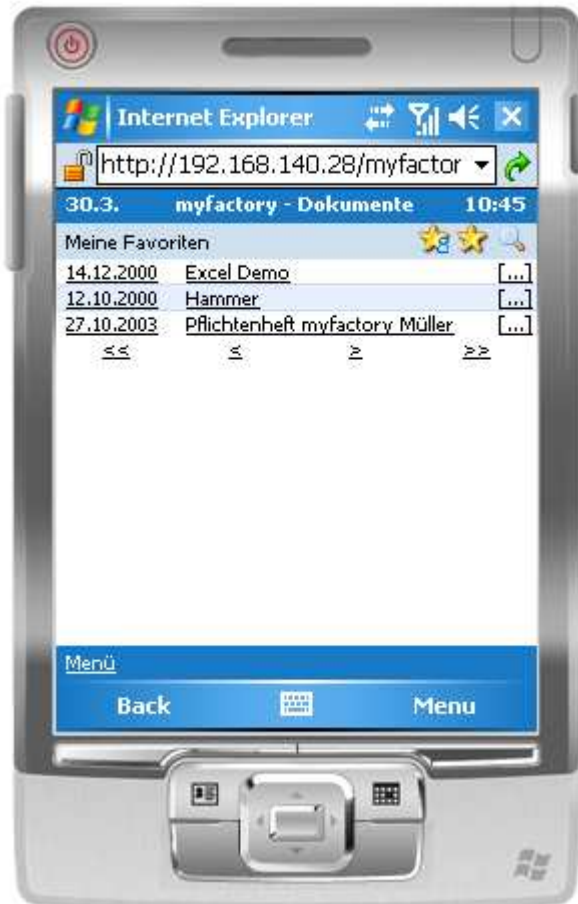 Internet Explorer
http://192.168.140.28/myfactor
30.3. myfactory - Dokumente 10:45
Meine Favoriten
14.12.2000 Excel Demo [...]
12.10.2000 Hammer [...]
27.10.2003 Pflichtenheft myfactory Müller [...]
<< < > >>
Menü
Back Menu